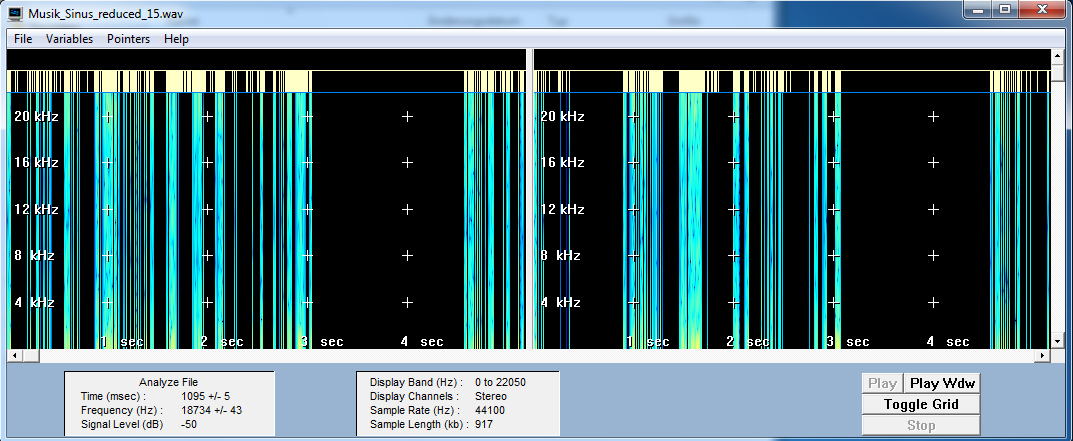 Musik_Sinus_reduced_15.wav
File Variables Pointers Help
20 kHz
16 kHz
12 kHz
8 kHz
4 kHz
1 sec 2 sec 3 sec 4 sec
20 kHz
16 kHz
12 kHz
8 kHz
4 kHz
1 sec 2 sec 3 sec 4 sec
Analyze File
Time (msec) : 1095 +/- 5
Frequency (Hz) : 18734 +/- 43
Signal Level (dB) -50
Display Band (Hz) : 0 to 22050
Display Channels : Stereo
Sample Rate (Hz) : 44100
Sample Length (kb) : 917
Play Play Wdw
Toggle Grid
Stop